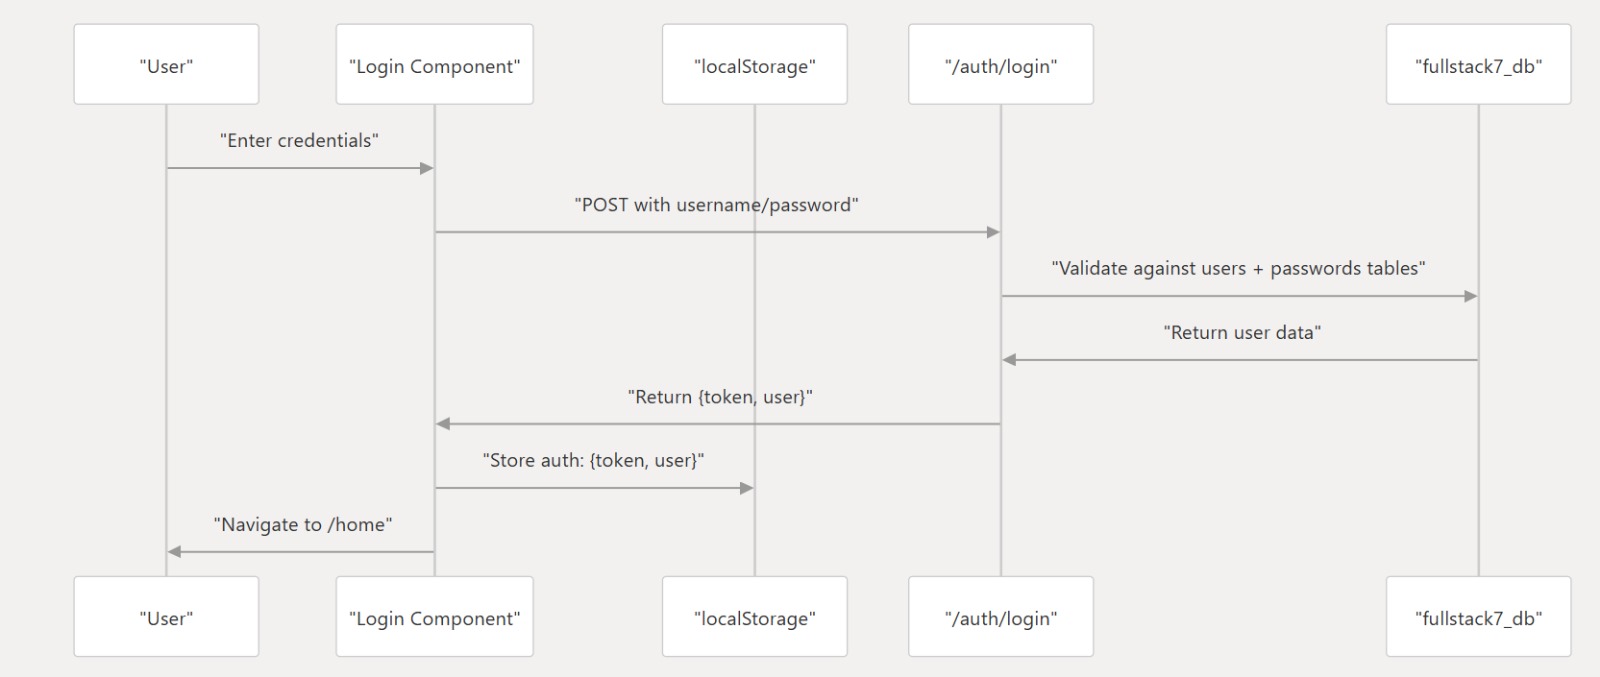 "User"
"Login Component"
"localStorage"
"/auth/login"
"fullstack7_db"
"Enter credentials"
"POST with username/password"
"Validate against users + passwords tables"
"Return user data"
"Return {token, user}"
"Store auth: {token, user}"
"Navigate to /home"
"User"
"Login Component"
"localStorage"
"/auth/login"
"fullstack7_db"